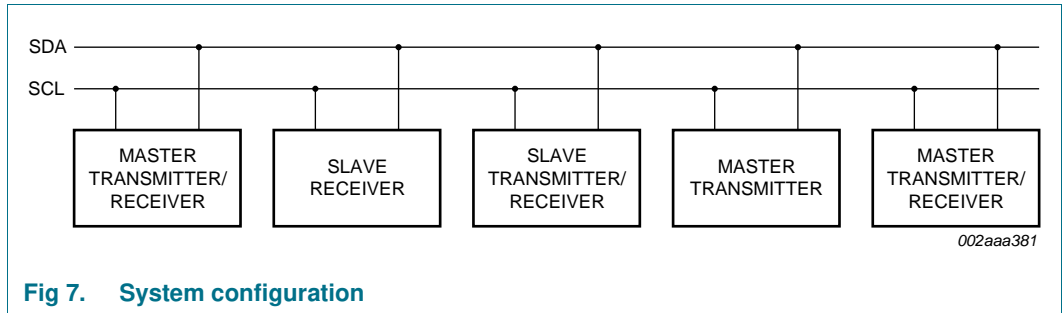 SDA
SCL
MASTER
TRANSMITTER/
RECEIVER
SLAVE
RECEIVER
SLAVE
TRANSMITTER/
RECEIVER
MASTER
TRANSMITTER
MASTER
TRANSMITTER/
RECEIVER
002aaa381
Fig 7. System configuration